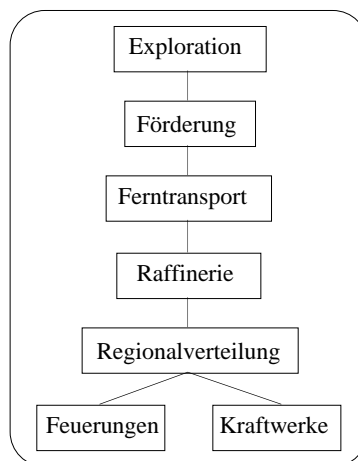 Exploration
Förderung
Ferntransport
Raffinerie
Regionalverteilung
Feuerungen
Kraftwerke